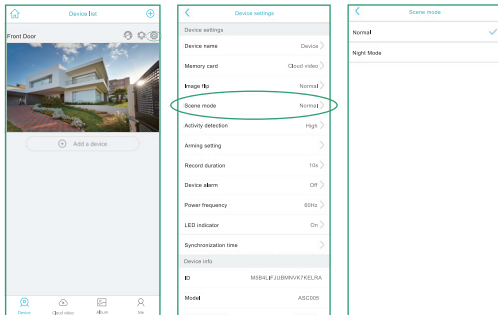 Device list
Front Door
Add a device
Device
Cloud video
Album
Me
Device settings
Device settings
Device name Device
Memory card Cloud video
Image flip Normal
Scene mode Normal
Activity detection High
Arming setting
Record duration 10s
Device alarm Off
Power frequency 60Hz
LED indicator On
Synchronization time
Device info
ID M5B4LIFJUBMNVK7KELRA
Model ASC005
Scene mode
Normal
Night Mode